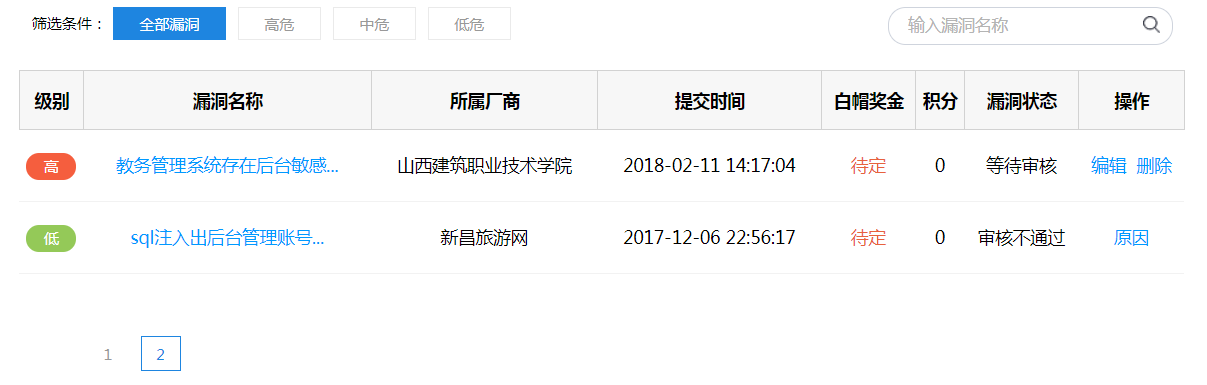 筛选条件： 全部漏洞 高危 中危 低危 输入漏洞名称
级别 漏洞名称 所属厂商 提交时间 白帽奖金 积分 漏洞状态 操作
高 教务管理系统存在后台敏感... 山西建筑职业技术学院 2018-02-11 14:17:04 待定 0 等待审核 编辑 删除
低 sql注入出后台管理账号... 新昌旅游网 2017-12-06 22:56:17 待定 0 审核不通过 原因
1 2